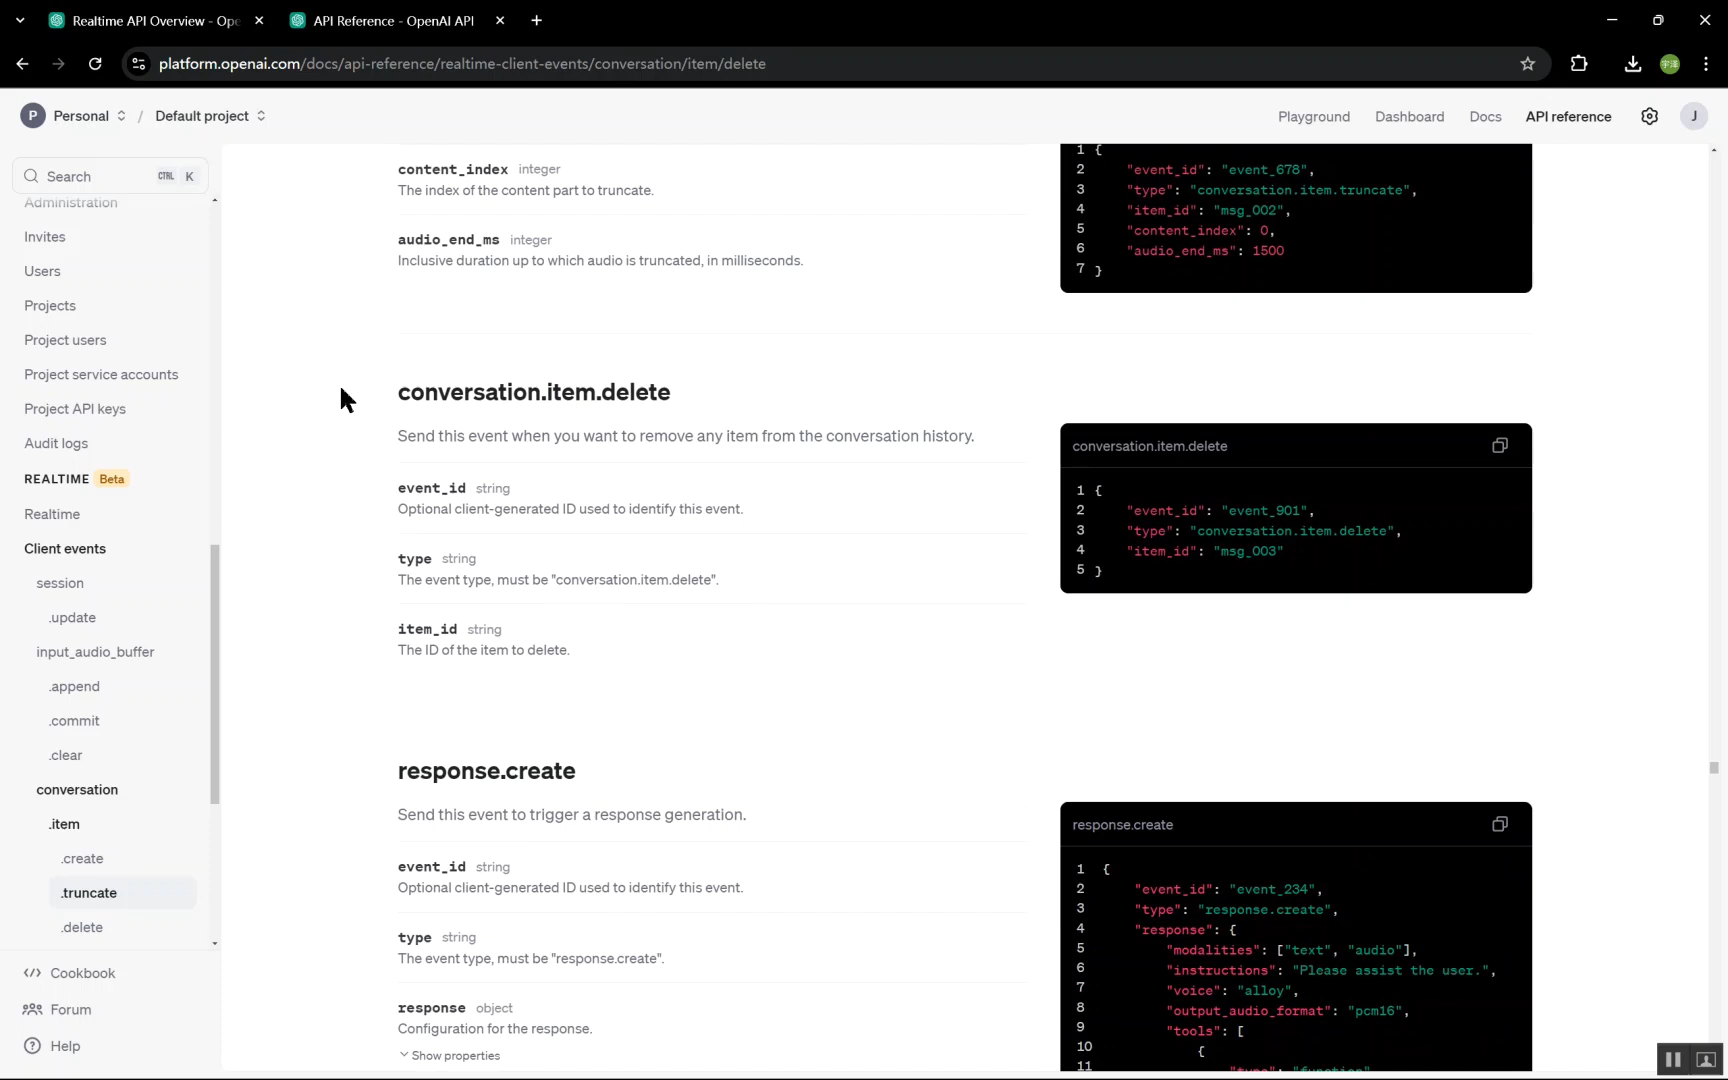 Realtime API Overview - Ope
API Reference - OpenAI API
platform.openai.com/docs/api-reference/realtime-client-events/conversation/item/delete
宇泽
P Personal / Default project
Playground
Dashboard
Docs
API reference
J
Search CTRL K
Administration
Invites
Users
Projects
Project users
Project service accounts
Project API keys
Audit logs
REALTIME Beta
Realtime
Client events
session
.update
input_audio_buffer
.append
.commit
.clear
conversation
.item
.create
.truncate
.delete
Cookbook
Forum
Help
content_index integer
The index of the content part to truncate.
audio_end_ms integer
Inclusive duration up to which audio is truncated, in milliseconds.
1 {
2 "event_id": "event_678",
3 "type": "conversation.item.truncate",
4 "item_id": "msg_002",
5 "content_index": 0,
6 "audio_end_ms": 1500
7 }
conversation.item.delete
Send this event when you want to remove any item from the conversation history.
event_id string
Optional client-generated ID used to identify this event.
type string
The event type, must be "conversation.item.delete".
item_id string
The ID of the item to delete.
conversation.item.delete
1 {
2 "event_id": "event_901",
3 "type": "conversation.item.delete",
4 "item_id": "msg_003"
5 }
response.create
Send this event to trigger a response generation.
event_id string
Optional client-generated ID used to identify this event.
type string
The event type, must be "response.create".
response object
Configuration for the response.
Show properties
response.create
1 {
2 "event_id": "event_234",
3 "type": "response.create",
4 "response": {
5 "modalities": ["text", "audio"],
6 "instructions": "Please assist the user.",
7 "voice": "alloy",
8 "output_audio_format": "pcm16",
9 "tools": [
10 {
11 "type": "function"